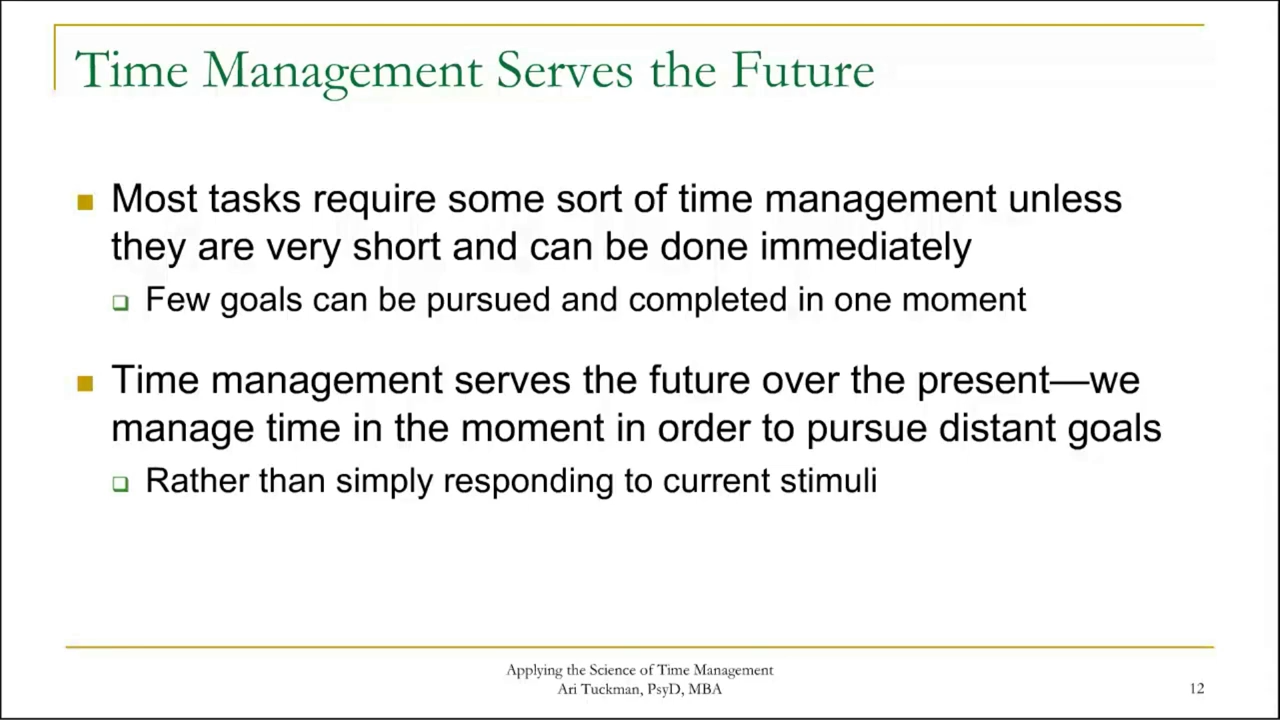 Time Management Serves the Future
Most tasks require some sort of time management unless
they are very short and can be done immediately
Few goals can be pursued and completed in one moment
Time management serves the future over the present—we
manage time in the moment in order to pursue distant goals
Rather than simply responding to current stimuli
Applying the Science of Time Management
Ari Tuckman, PsyD, MBA
12